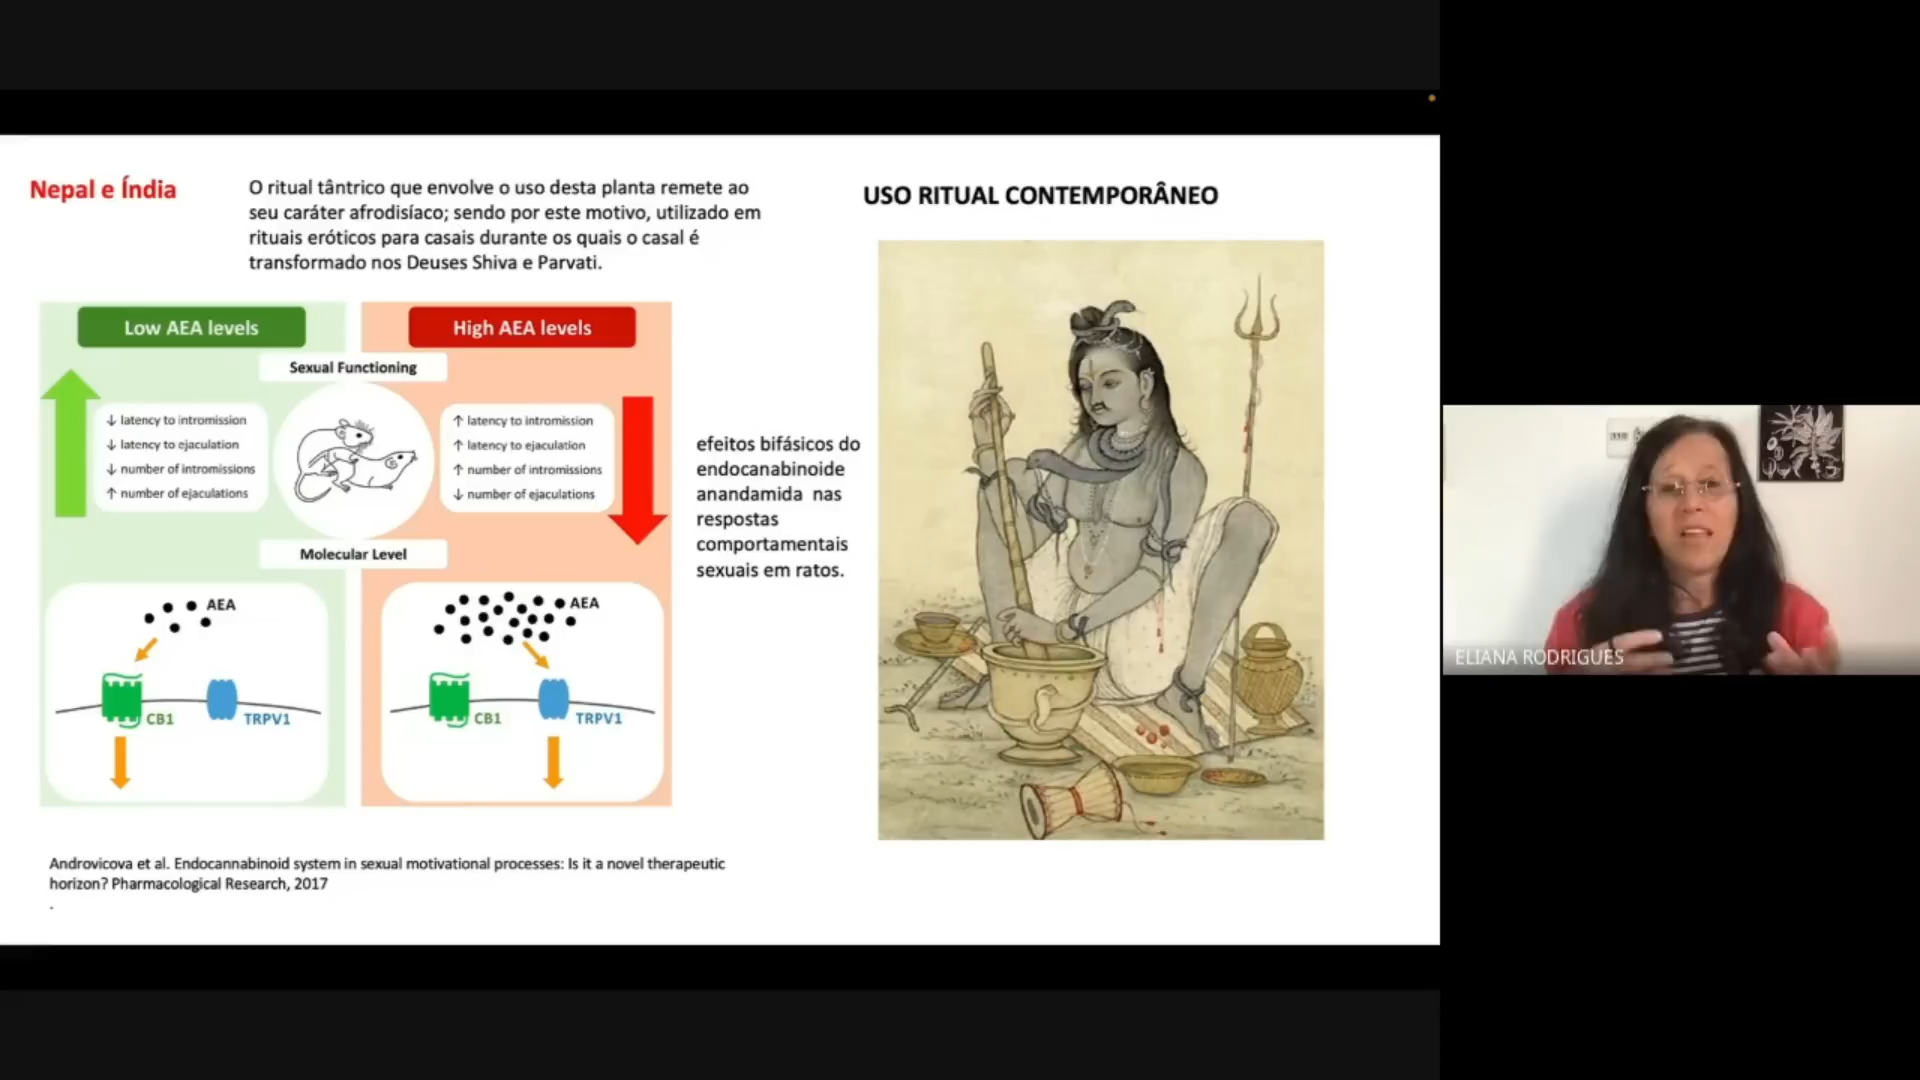 Nepal e Índia
O ritual tântrico que envolve o uso desta planta remete ao
seu caráter afrodisíaco; sendo por este motivo, utilizado em
rituais eróticos para casais durante os quais o casal é
transformado nos Deuses Shiva e Parvati.
USO RITUAL CONTEMPORÂNEO
Low AEA levels
High AEA levels
Sexual Functioning
↓ latency to intromission
↓ latency to ejaculation
↓ number of intromissions
↑ number of ejaculations
↑ latency to intromission
↑ latency to ejaculation
↑ number of intromissions
↓ number of ejaculations
efeitos bifásicos do
endocanabinoide
anandamida nas
respostas
comportamentais
sexuais em ratos.
Molecular Level
AEA
CB1
TRPV1
AEA
CB1
TRPV1
Androvicova et al. Endocannabinoid system in sexual motivational processes: Is it a novel therapeutic
horizon? Pharmacological Research, 2017
.
ELIANA RODRIGUES